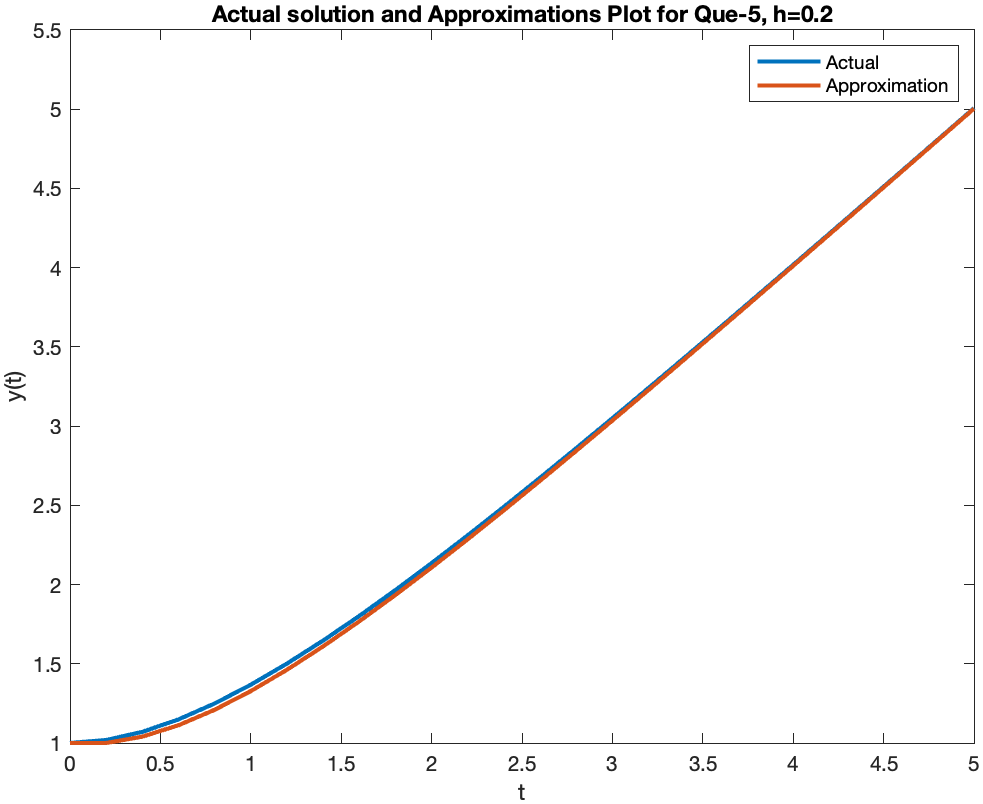 Actual solution and Approximations Plot for Que-5, h=0.2
Actual
Approximation
5.5
5
4.5
4
3.5
3
2.5
2
1.5
1
y(t)
0 0.5 1 1.5 2 2.5 3 3.5 4 4.5 5
t